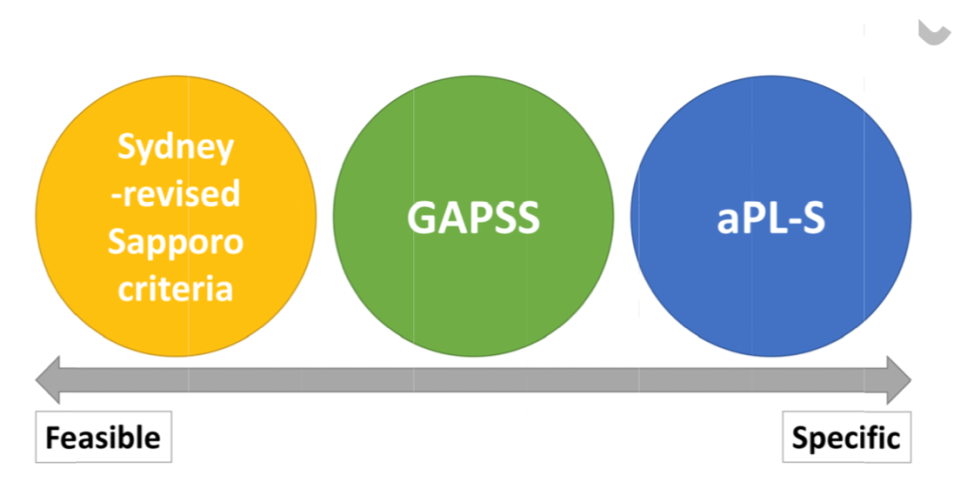 Sydney
-revised
Sapporo
criteria
GAPSS
aPL-S
Feasible
Specific